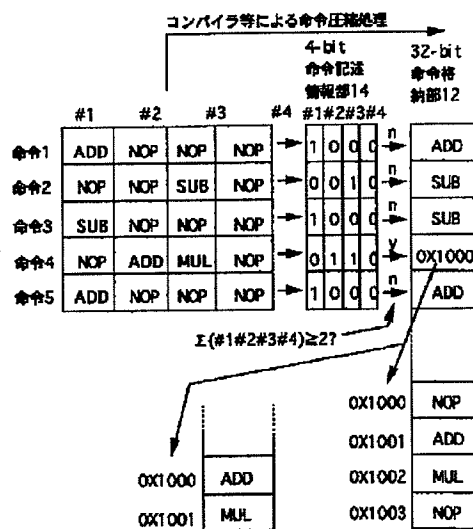 コンパイラ等による命令圧縮処理
4-bit
命令記述
情報部14
32-bit
命令格
納部12
#1 #2 #3 #4 #1#2#3#4
命令1 ADD NOP NOP NOP 1 0 0 0 n ADD
命令2 NOP NOP SUB NOP 0 0 1 0 n SUB
命令3 SUB NOP NOP NOP 1 0 0 0 n SUB
命令4 NOP ADD MUL NOP 0 1 1 0 y 0X1000
命令5 ADD NOP NOP NOP 1 0 0 0 n ADD
Σ(#1#2#3#4)≧2?
0X1000 NOP
0X1001 ADD
0X1002 MUL
0X1003 NOP
0X1000 ADD
0X1001 MUL